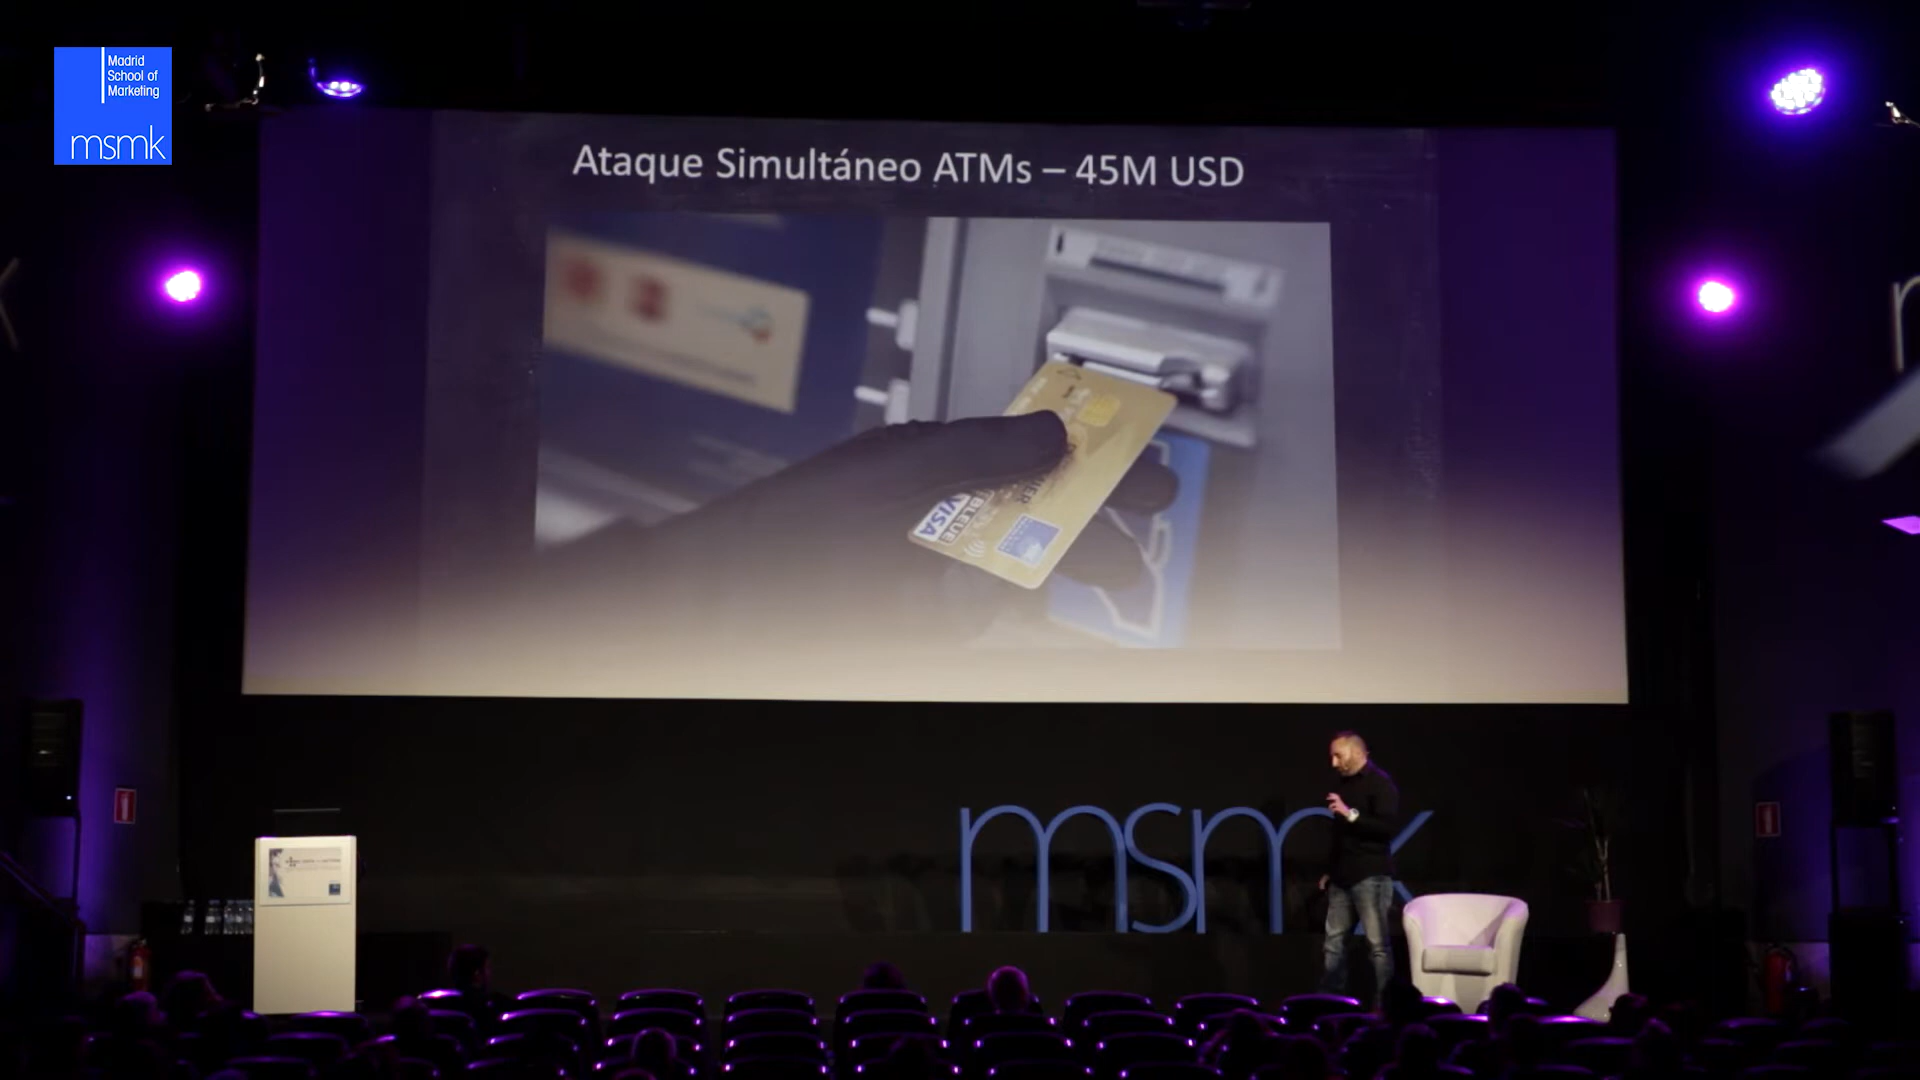 Madrid
School of
Marketing
msmk
Ataque Simultáneo ATMs – 45M USD
VISA
msmk